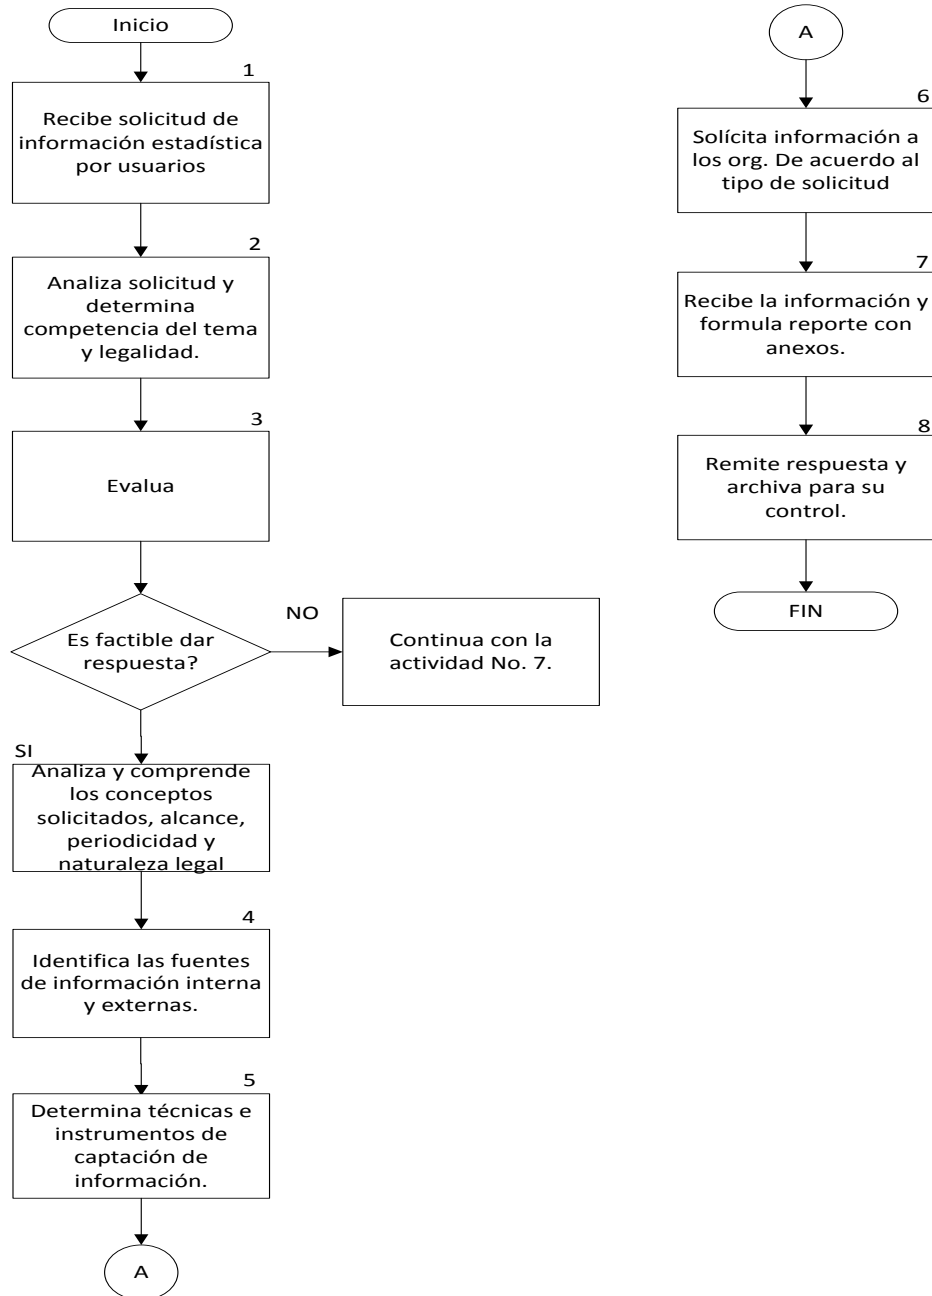 Inicio
1
Recibe solicitud de
información estadística
por usuarios
2
Analiza solicitud y
determina
competencia del tema
y legalidad.
3
Evalua
Es factible dar
respuesta?
NO
Continua con la
actividad No. 7.
SI
Analiza y comprende
los conceptos
solicitados, alcance,
periodicidad y
naturaleza legal
4
Identifica las fuentes
de información interna
y externas.
5
Determina técnicas e
instrumentos de
captación de
información.
A
A
6
Solícita información a
los org. De acuerdo al
tipo de solicitud
7
Recibe la información y
formula reporte con
anexos.
8
Remite respuesta y
archiva para su
control.
FIN